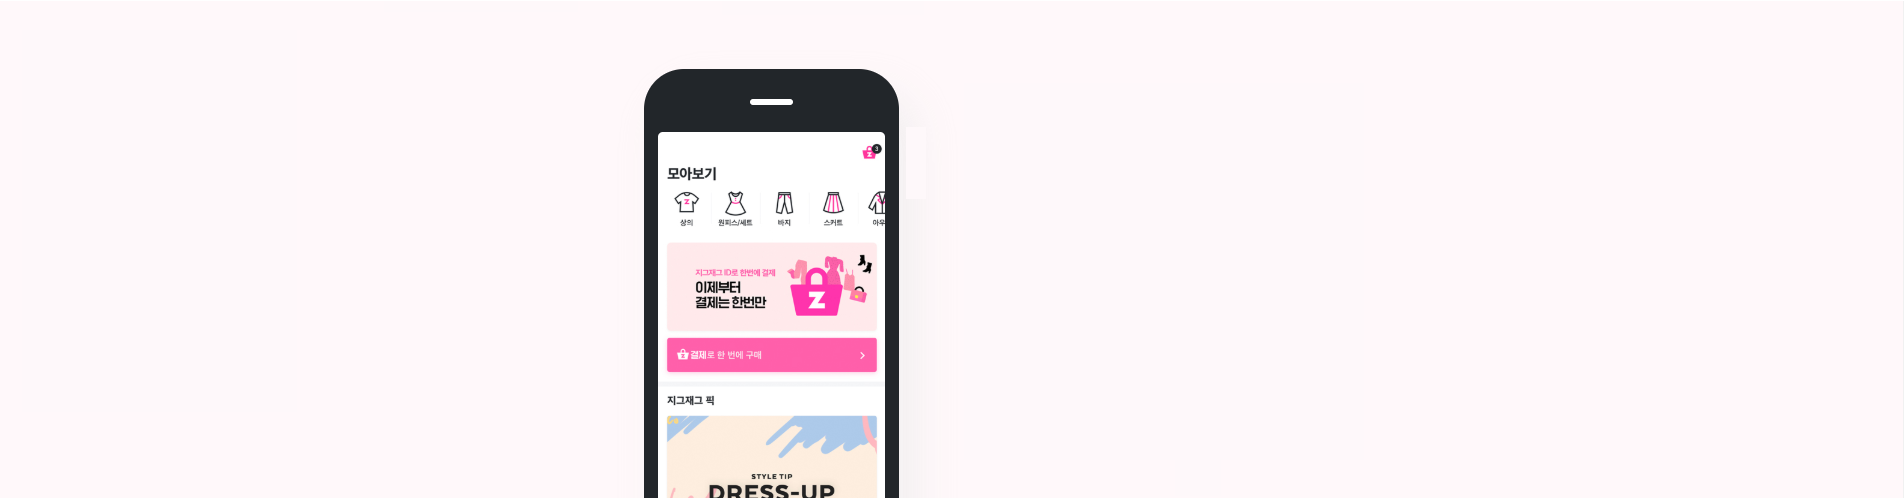 3
모아보기
상의
원피스/세트
바지
스커트
아우
지그재그 ID로 한번에 결제
이제부터
결제는 한번만
결제로 한 번에 구매
지그재그 픽
STYLE TIP
DRESS-UP